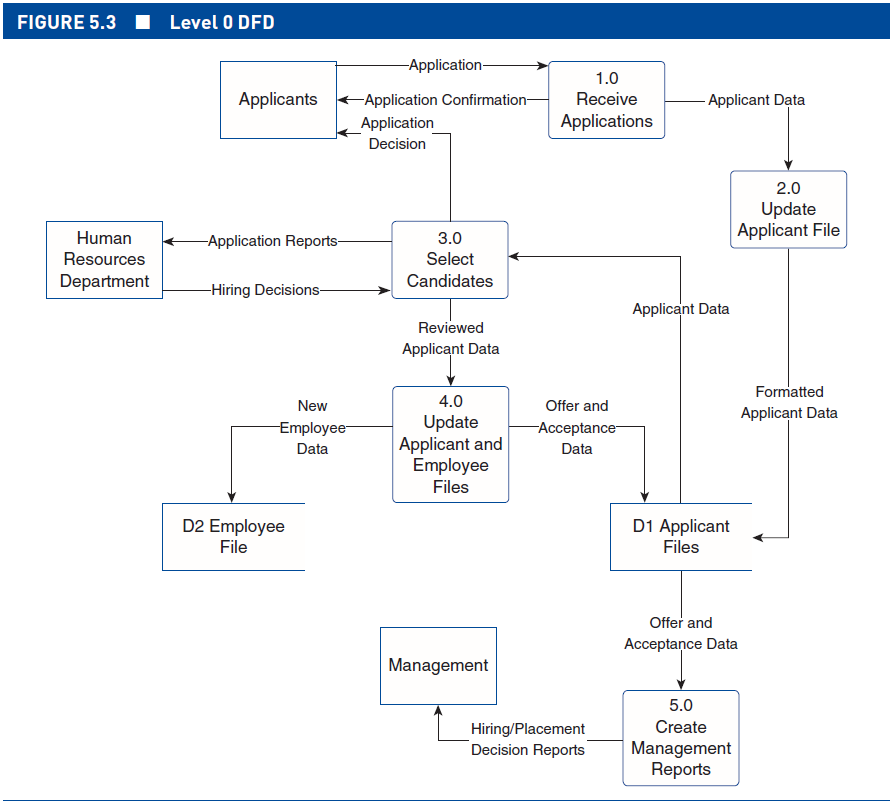 FIGURE 5.3 ■ Level 0 DFD
Application
Applicants
Application Confirmation
1.0
Receive
Applications
Applicant Data
Application
Decision
2.0
Update
Applicant File
Human
Resources
Department
Application Reports
Hiring Decisions
3.0
Select
Candidates
Applicant Data
Reviewed
Applicant Data
Formatted
Applicant Data
New
Employee
Data
4.0
Update
Applicant and
Employee
Files
Offer and
Acceptance
Data
D2 Employee
File
D1 Applicant
Files
Offer and
Acceptance Data
Management
Hiring/Placement
Decision Reports
5.0
Create
Management
Reports